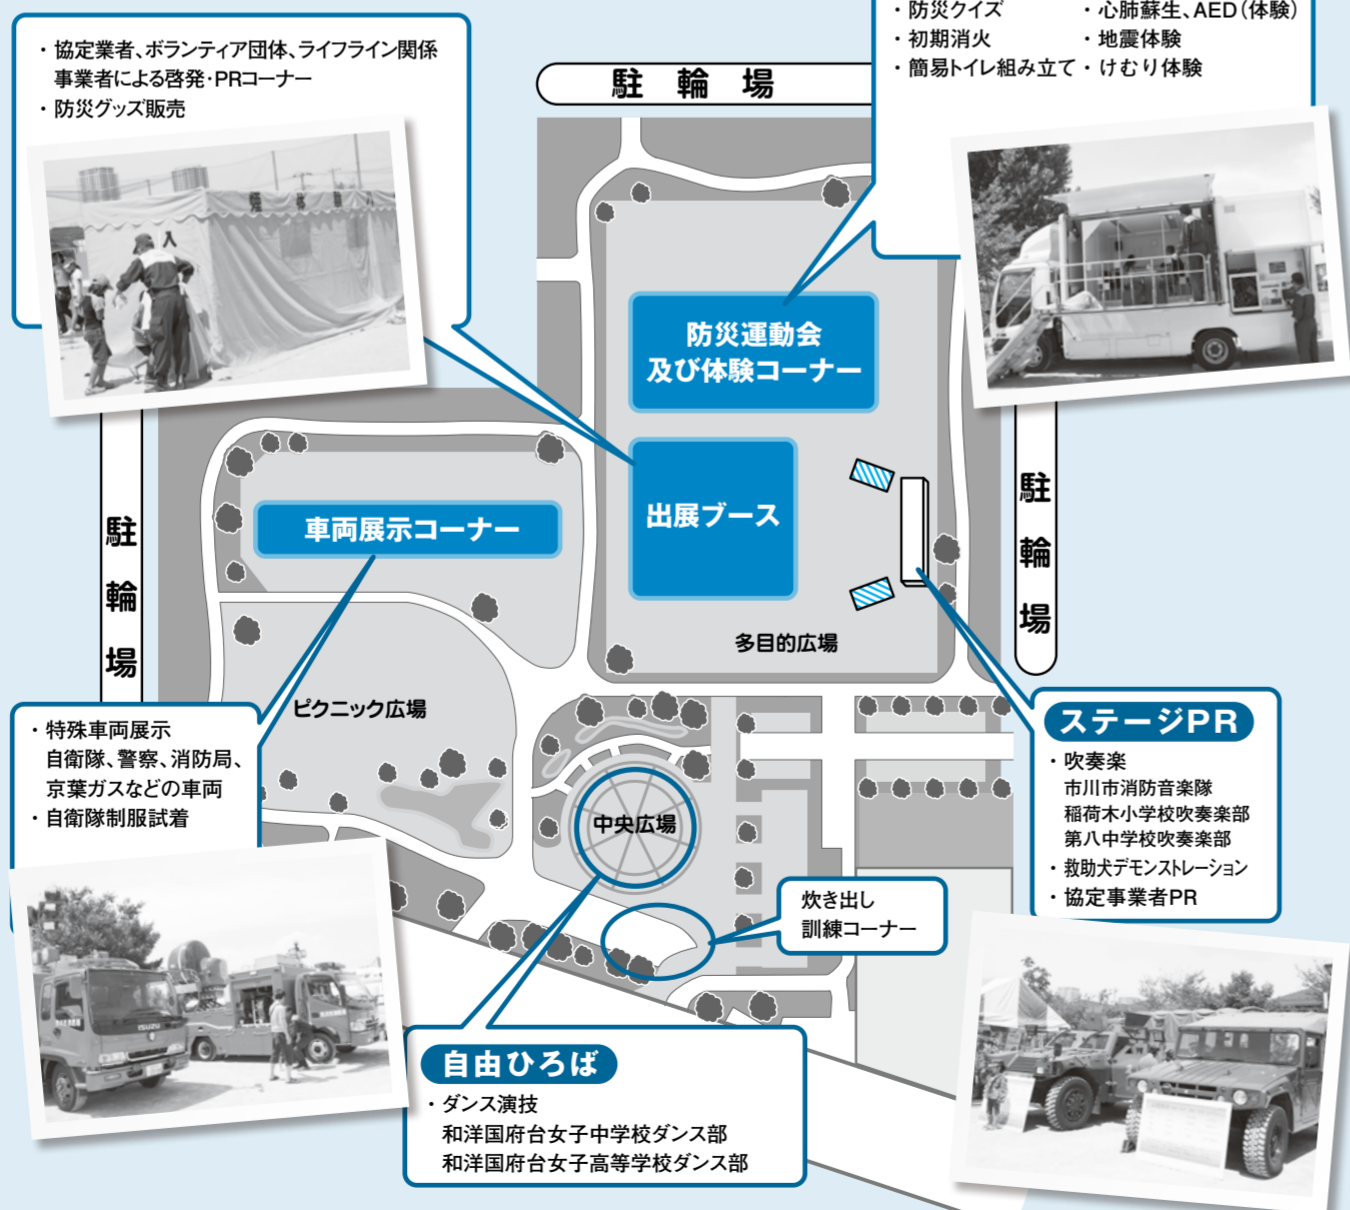 ・協定業者、ボランティア団体、ライフライン関係
事業者による啓発・PRコーナー
・防災グッズ販売
・防災クイズ
・心肺蘇生、AED（体験）
・初期消火
・地震体験
・簡易トイレ組み立て
・けむり体験
駐輪場
入
防災運動会
及び体験コーナー
出展ブース
車両展示コーナー
駐輪場
駐輪場
多目的広場
ピクニック広場
・特殊車両展示
自衛隊、警察、消防局、
京葉ガスなどの車両
・自衛隊制服試着
ステージPR
・吹奏楽
市川市消防音楽隊
稲荷木小学校吹奏楽部
第八中学校吹奏楽部
・救助犬デモンストレーション
・協定事業者PR
中央広場
炊き出し
訓練コーナー
ISUZU
自由ひろば
・ダンス演技
和洋国府台女子中学校ダンス部
和洋国府台女子高等学校ダンス部